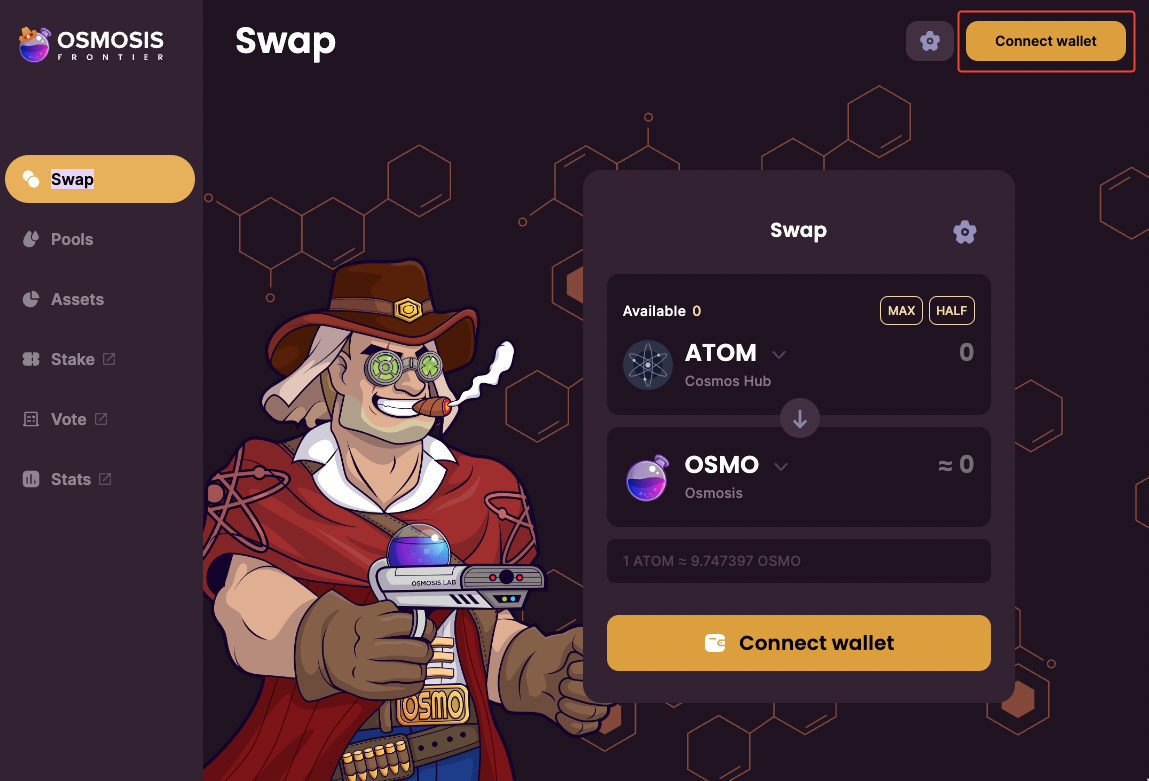 OSMOSIS
FRONTIER
Swap
Connect wallet
Swap
Pools
Assets
Stake
Vote
Stats
Swap
Available 0
MAX
HALF
ATOM
0
Cosmos Hub
OSMO
≈ 0
Osmosis
1 ATOM ≈ 9.747397 OSMO
Connect wallet
OSMOSIS LAB
OSMO